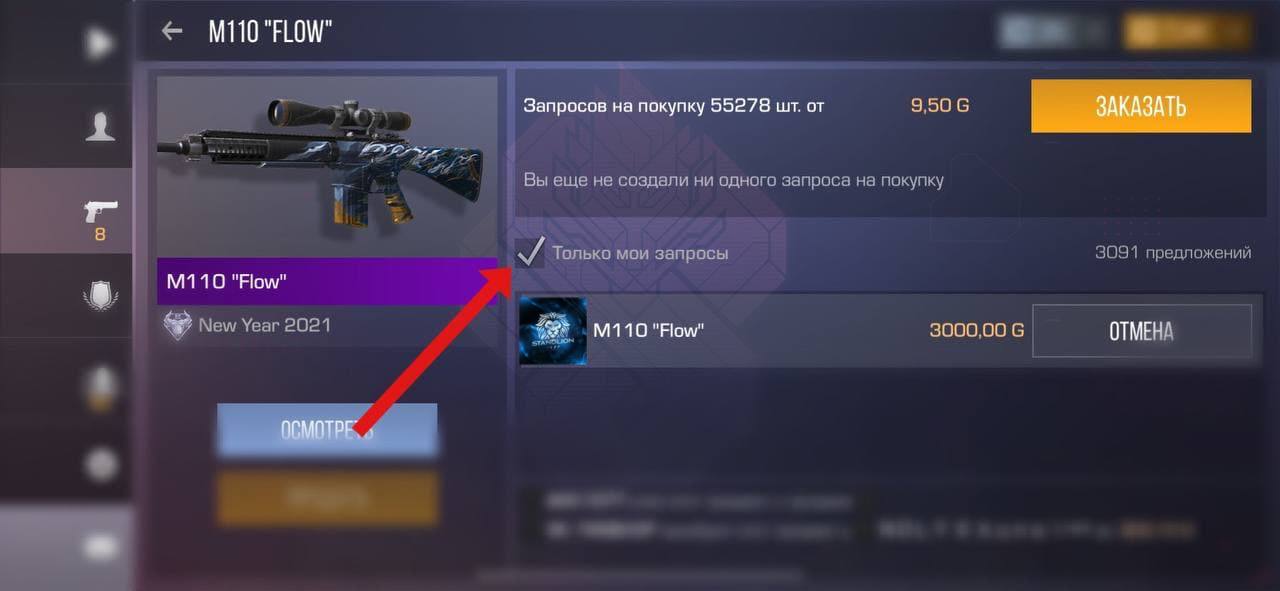 M110 "FLOW"
Запросов на покупку 55278 шт. от 9,50 G
ЗАКАЗАТЬ
Вы еще не создали ни одного запроса на покупку
Только мои запросы
3091 предложений
M110 "Flow"
New Year 2021
8
STANDLION
M110 "Flow"
3000,00 G
ОТМЕНА
ОСМОТРЕТЬ